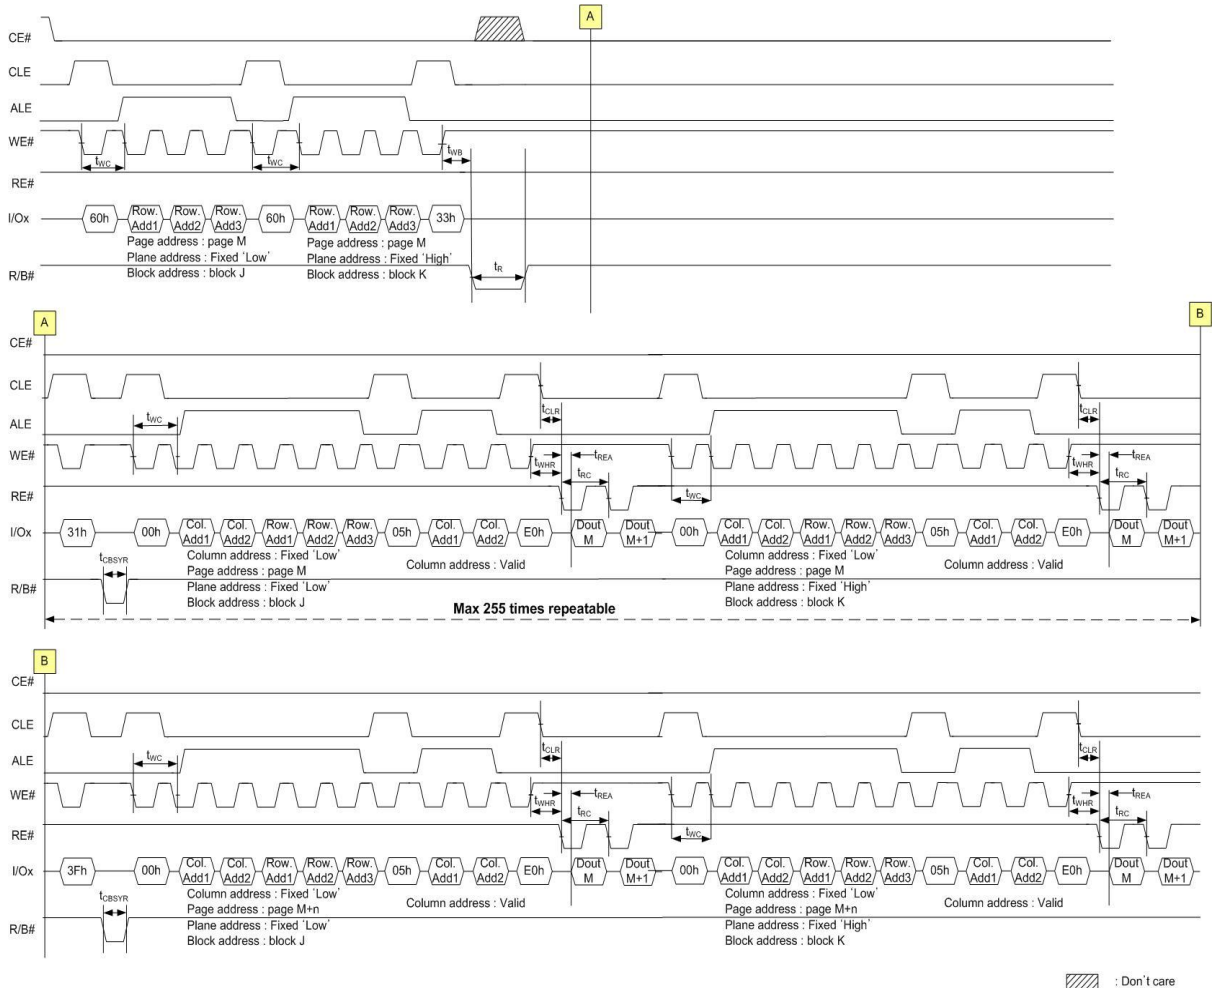 A
CE#
CLE
ALE
WE#
tWC tWC tWB
RE#
I/Ox 60h Row. Add1 Row. Add2 Row. Add3 60h Row. Add1 Row. Add2 Row. Add3 33h
Page address : page M Page address : page M
Plane address : Fixed 'Low' Plane address : Fixed 'High'
Block address : block J Block address : block K
R/B# tR
A B
CE#
CLE
tCLR tCLR
ALE tWC
WE# tREA tREA
tWHR tRC tWHR tRC
RE# tWC
I/Ox 31h 00h Col. Add1 Col. Add2 Row. Add1 Row. Add2 Row. Add3 05h Col. Add1 Col. Add2 E0h Dout M Dout M+1 00h Col. Add1 Col. Add2 Row. Add1 Row. Add2 Row. Add3 05h Col. Add1 Col. Add2 E0h Dout M Dout M+1
tCBSYR
Column address : Fixed 'Low' Column address : Valid Column address : Fixed 'Low' Column address : Valid
Page address : page M Page address : page M
R/B# Plane address : Fixed 'Low' Plane address : Fixed 'High'
Block address : block J Block address : block K
Max 255 times repeatable
B
CE#
CLE
tCLR tCLR
ALE tWC
WE# tREA tREA
tWHR tRC tWHR tRC
RE# tWC
I/Ox 3Fh 00h Col. Add1 Col. Add2 Row. Add1 Row. Add2 Row. Add3 05h Col. Add1 Col. Add2 E0h Dout M Dout M+1 00h Col. Add1 Col. Add2 Row. Add1 Row. Add2 Row. Add3 05h Col. Add1 Col. Add2 E0h Dout M Dout M+1
tCBSYR
Column address : Fixed 'Low' Column address : Valid Column address : Fixed 'Low' Column address : Valid
Page address : page M+n Page address : page M+n
R/B# Plane address : Fixed 'Low' Plane address : Fixed 'High'
Block address : block J Block address : block K
: Don't care